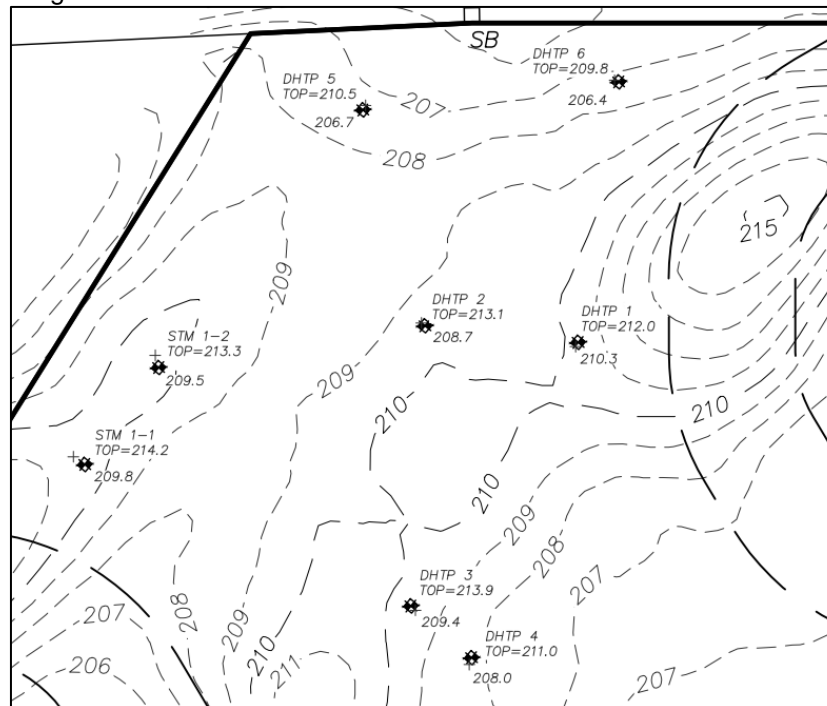 SB
DHTP 6
TOP=209.8
206.4
DHTP 5
TOP=210.5
206.7
207
208
215
209
DHTP 2
TOP=213.1
208.7
DHTP 1
TOP=212.0
210.3
STM 1-2
TOP=213.3
209.5
209
210
210
STM 1-1
TOP=214.2
209.8
210
209
208
207
DHTP 3
TOP=213.9
209.4
207
208
209
210
211
206
DHTP 4
TOP=211.0
208.0
207